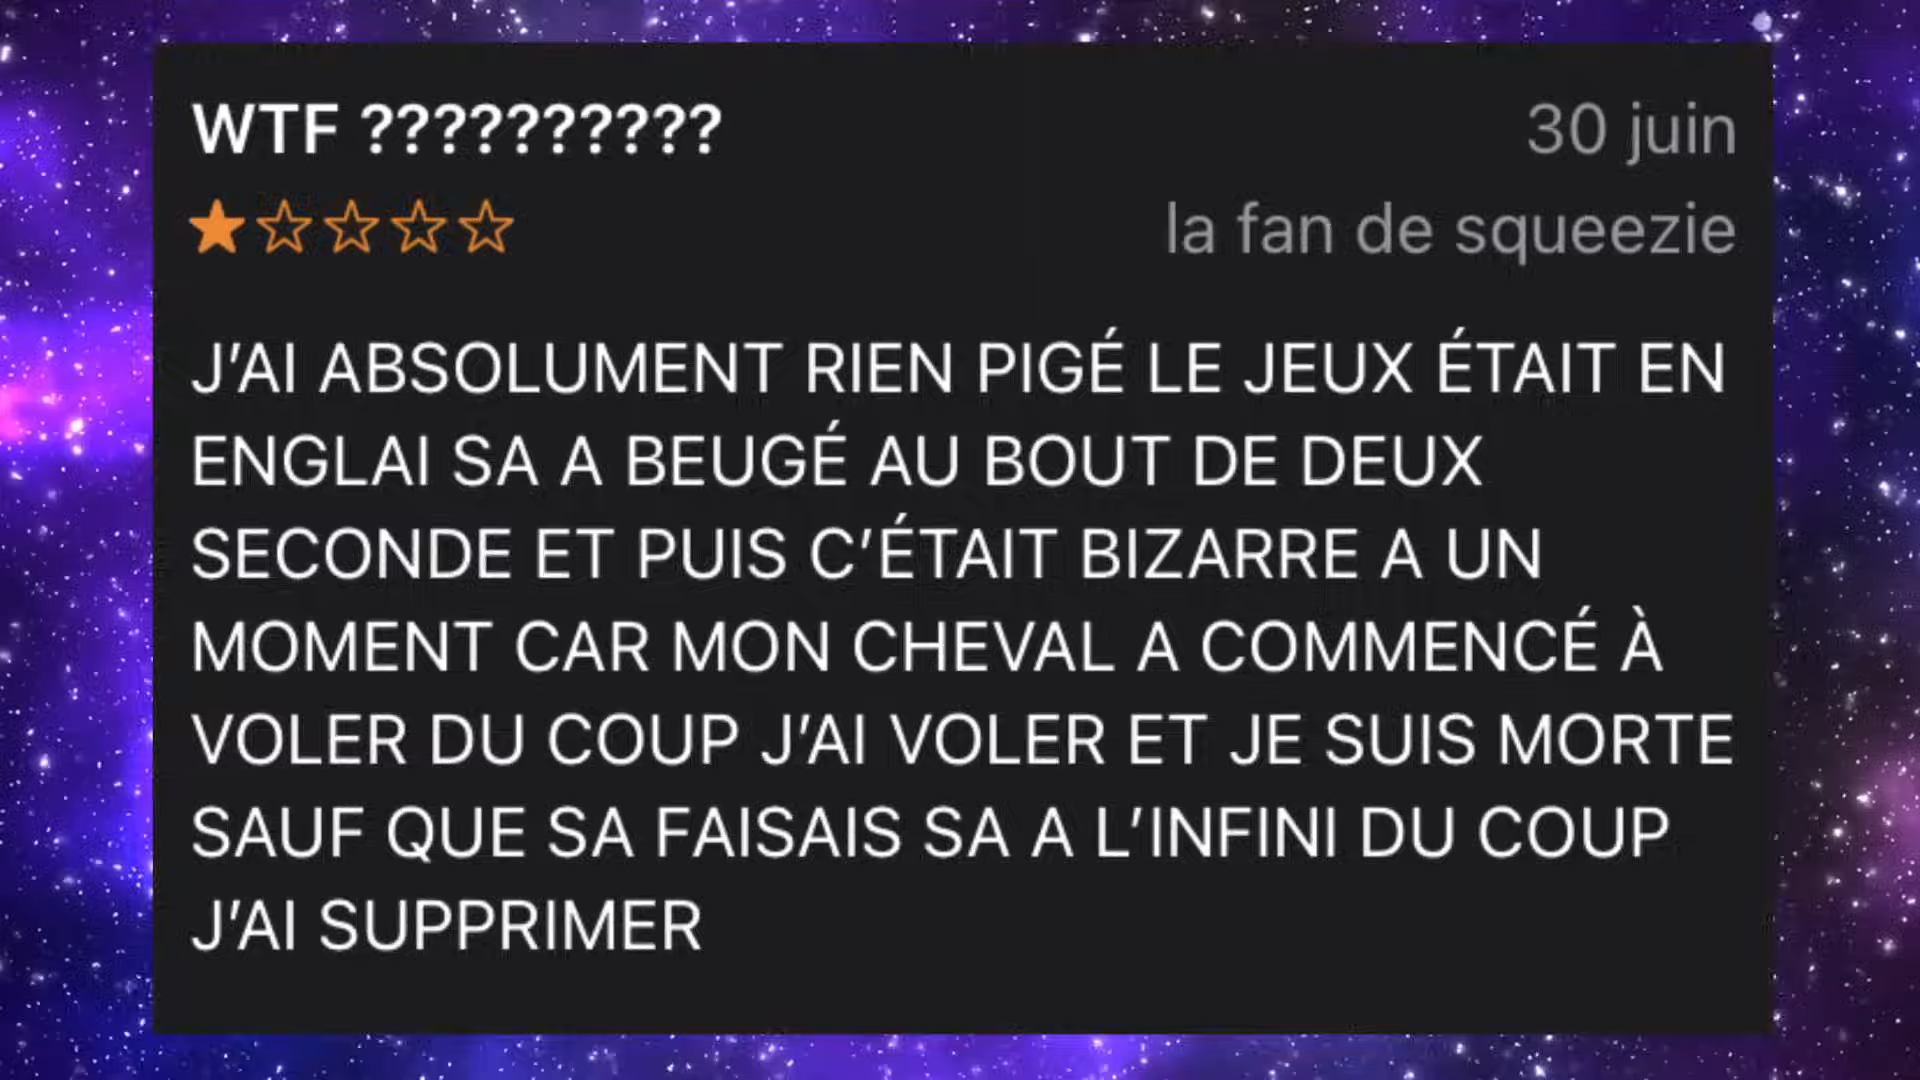 WTF ??????????
30 juin
la fan de squeezie
J’AI ABSOLUMENT RIEN PIGÉ LE JEUX ÉTAIT EN
ENGLAI SA A BEUGÉ AU BOUT DE DEUX
SECONDE ET PUIS C’ÉTAIT BIZARRE A UN
MOMENT CAR MON CHEVAL A COMMENCÉ À
VOLER DU COUP J’AI VOLER ET JE SUIS MORTE
SAUF QUE SA FAISAIS SA A L’INFINI DU COUP
J’AI SUPPRIMER